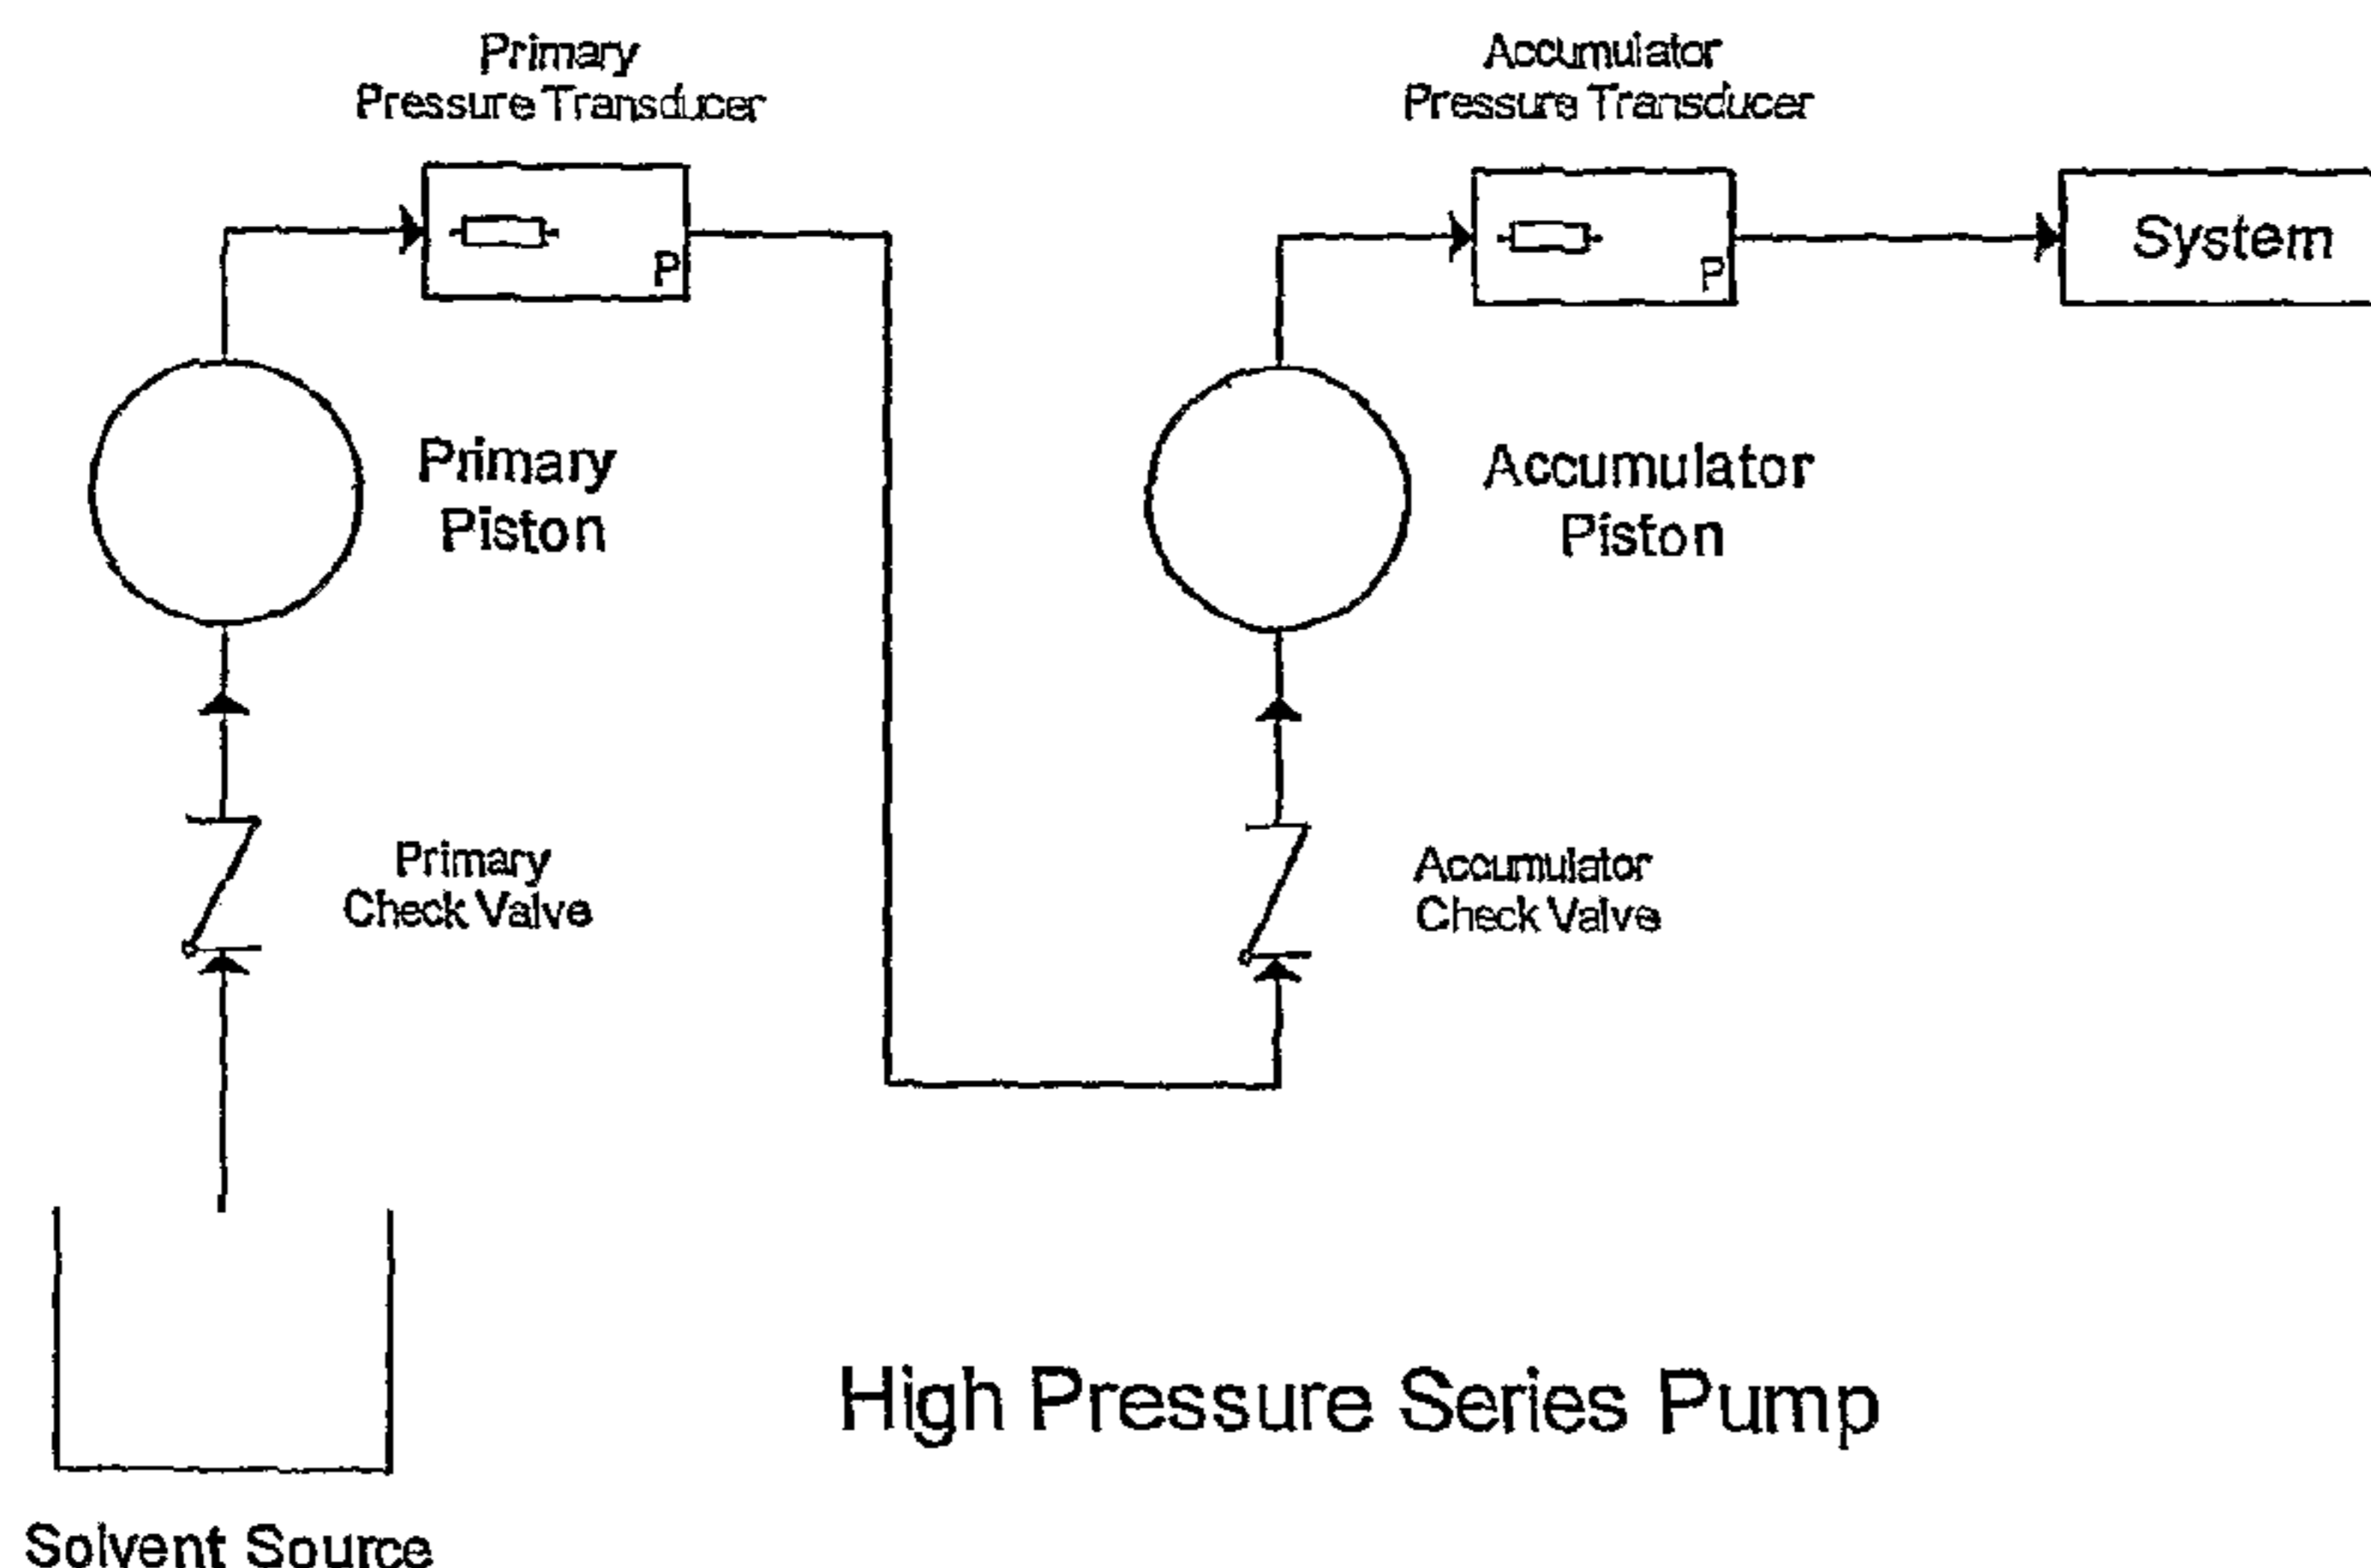 Primary
Pressure Transducer
Accumulator
Pressure Transducer
P
P
System
Primary
Piston
Accumulator
Piston
Primary
Check Valve
Accumulator
Check Valve
High Pressure Series Pump
Solvent Source